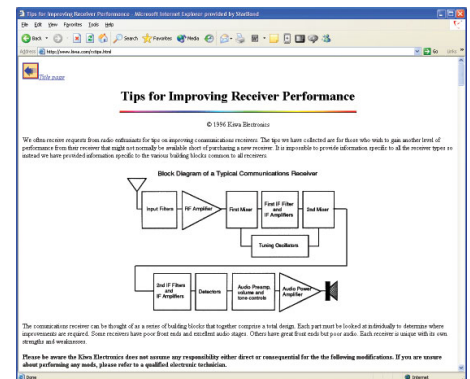 Tips for Improving Receiver Performance - Microsoft Internet Explorer provided by StarBand
File Edit View Favorites Tools Help
Back Search Favorites Media
Address http://www.kiwa.com/rctips.html Go Links
Title page
Tips for Improving Receiver Performance
© 1996 Kiwa Electronics
We often receive requests from radio enthusiasts for tips on improving communications receivers. The tips we have collected are for those who wish to gain another level of
performance from their receiver that might not normally be available short of purchasing a new receiver. It is impossible to provide information specific to all the receiver types so
instead we have provided information specific to the various building blocks common to all receivers.
Block Diagram of a Typical Communications Receiver
Input Filters
RF Amplifier
First Mixer
First IF Filter
and
IF Amplifiers
2nd Mixer
Tuning Oscillators
2nd IF Filters
and
IF Amplifiers
Detectors
Audio Preamp,
volume and
tone controls
Audio Power
Amplifier
The communications receiver can be thought of as a series of building blocks that together comprise a total design. Each part must be looked at individually to determine where
improvements are required. Some receivers have poor front ends and excellent audio stages. Others have great front ends but poor audio. Each receiver is unique with its own
strengths and weaknesses.
Please be aware the Kiwa Electronics does not assume any responsibility either direct or consequential for the the following modifications. If you are unsure
about performing any mods, please refer to a qualified electronic technician.
Done Internet